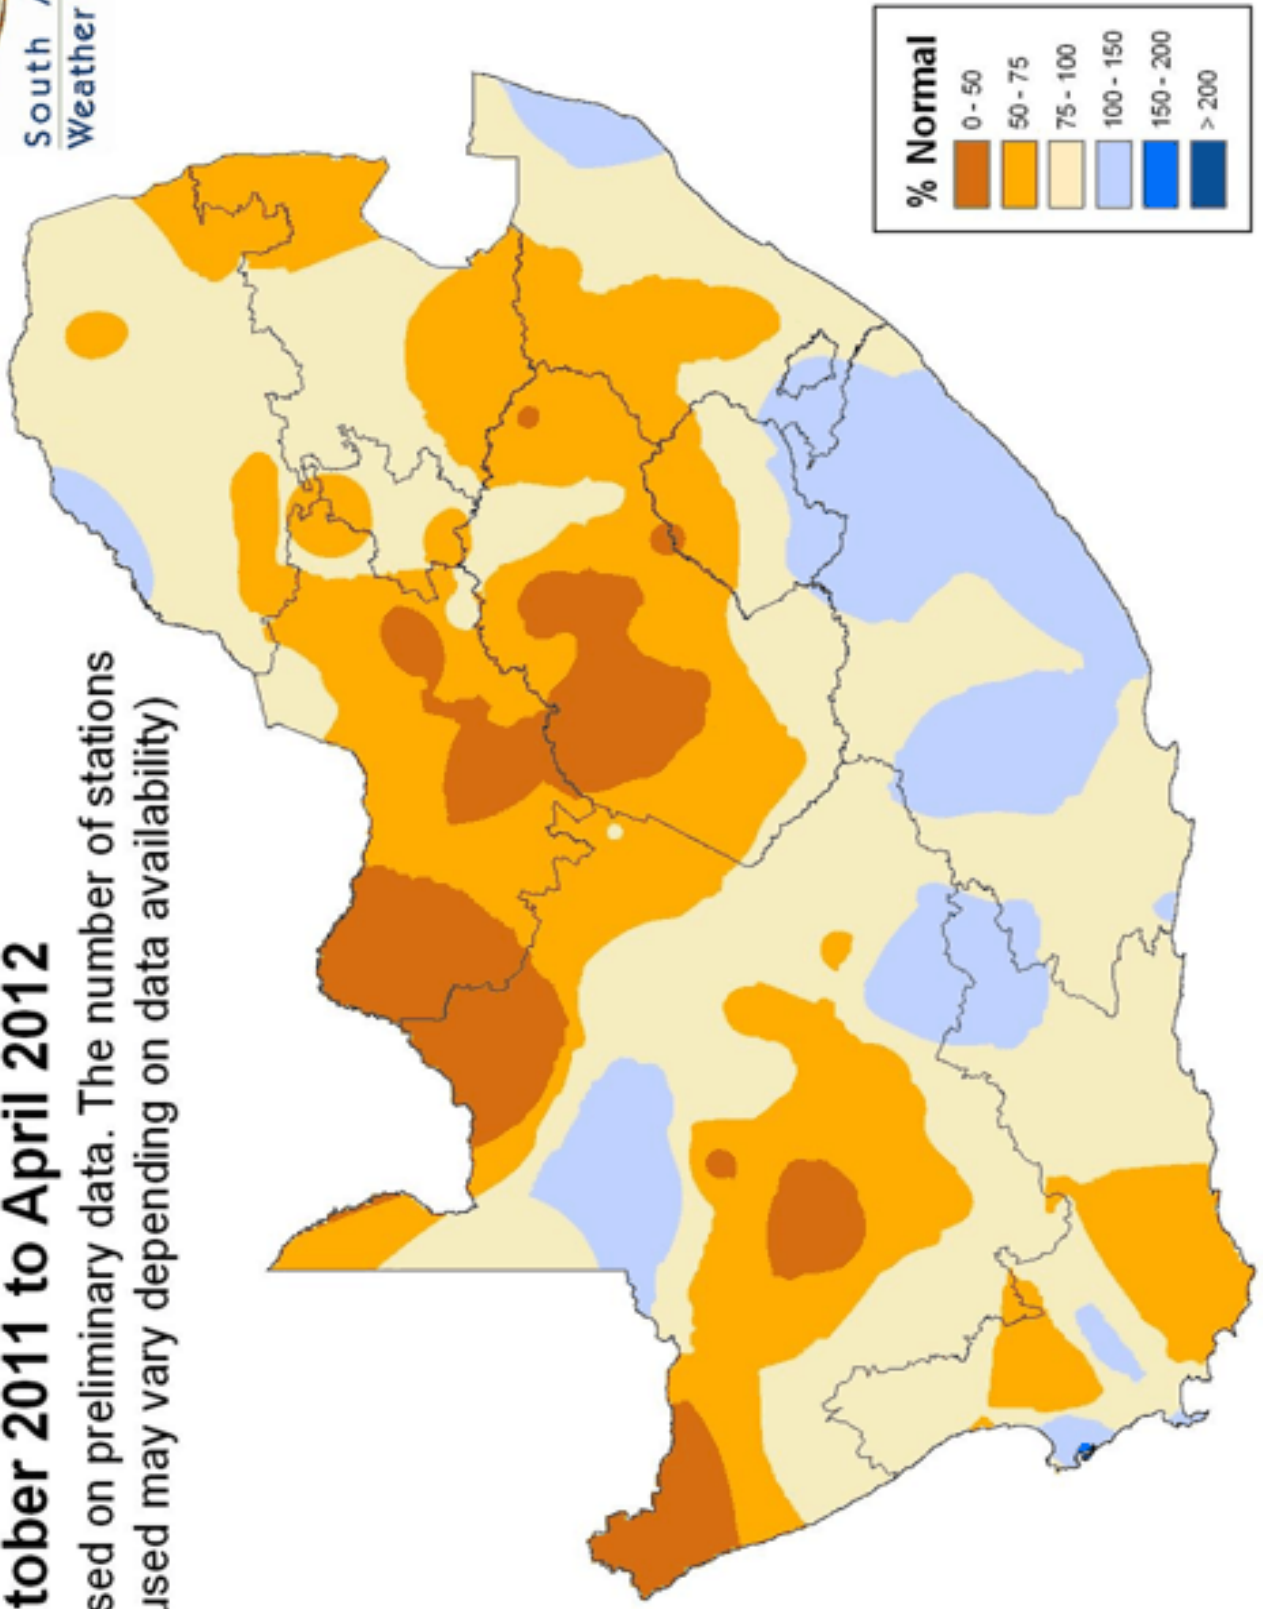 South A
Weather
tober 2011 to April 2012
sed on preliminary data. The number of stations
used may vary depending on data availability)
% Normal
0 - 50
50 - 75
75 - 100
100 - 150
150 - 200
> 200